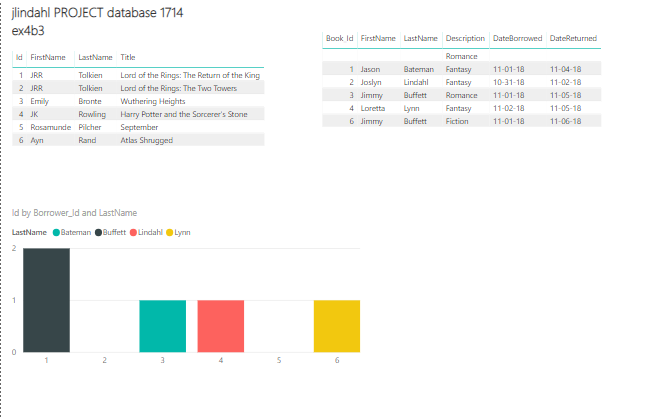 jlindahl PROJECT database 1714
ex4b3
Id FirstName LastName Title
1 JRR Tolkien Lord of the Rings: The Return of the King
2 JRR Tolkien Lord of the Rings: The Two Towers
3 Emily Bronte Wuthering Heights
4 JK Rowling Harry Potter and the Sorcerer's Stone
5 Rosamunde Pilcher September
6 Ayn Rand Atlas Shrugged
Book_Id FirstName LastName Description DateBorrowed DateReturned
Romance
1 Jason Bateman Fantasy 11-01-18 11-04-18
2 Joslyn Lindahl Fantasy 10-31-18 11-02-18
3 Jimmy Buffett Romance 11-01-18 11-05-18
4 Loretta Lynn Fantasy 11-02-18 11-05-18
6 Jimmy Buffett Fiction 11-01-18 11-06-18
Id by Borrower_Id and LastName
LastName Bateman Buffett Lindahl Lynn
2
1
0
1 2 3 4 5 6